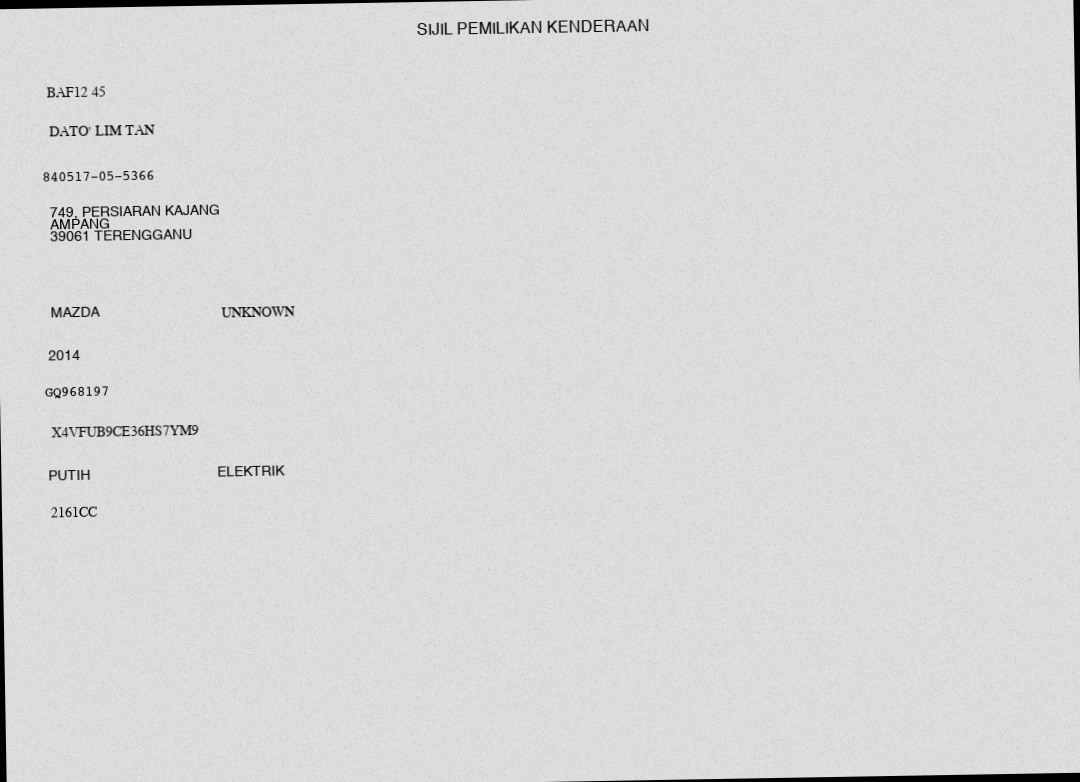 SIJIL PEMILIKAN KENDERAAN
BAF12 45
DATO' LIM TAN
840517-05-5366
749, PERSIARAN KAJANG
AMPANG
39061 TERENGGANU
MAZDA UNKNOWN
2014
GQ968197
X4VFUB9CE36HS7YM9
PUTIH ELEKTRIK
2161CC